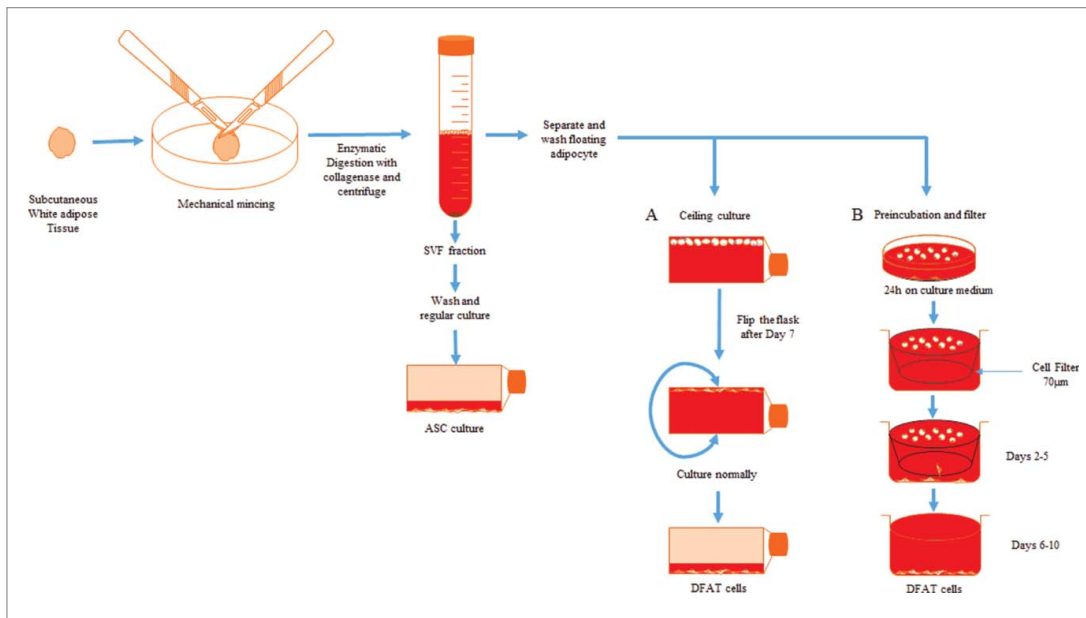 Subcutaneous
White adipose
Tissue
Mechanical mincing
Enzymatic
Digestion with
collagenase and
centrifuge
Separate and
wash floating
adipocyte
SVF fraction
Wash and
regular culture
ASC culture
A
Ceiling culture
Flip the flask
after Day 7
Culture normally
DFAT cells
B
Preincubation and filter
24h on culture medium
Cell Filter
70μm
Days 2-5
Days 6-10
DFAT cells